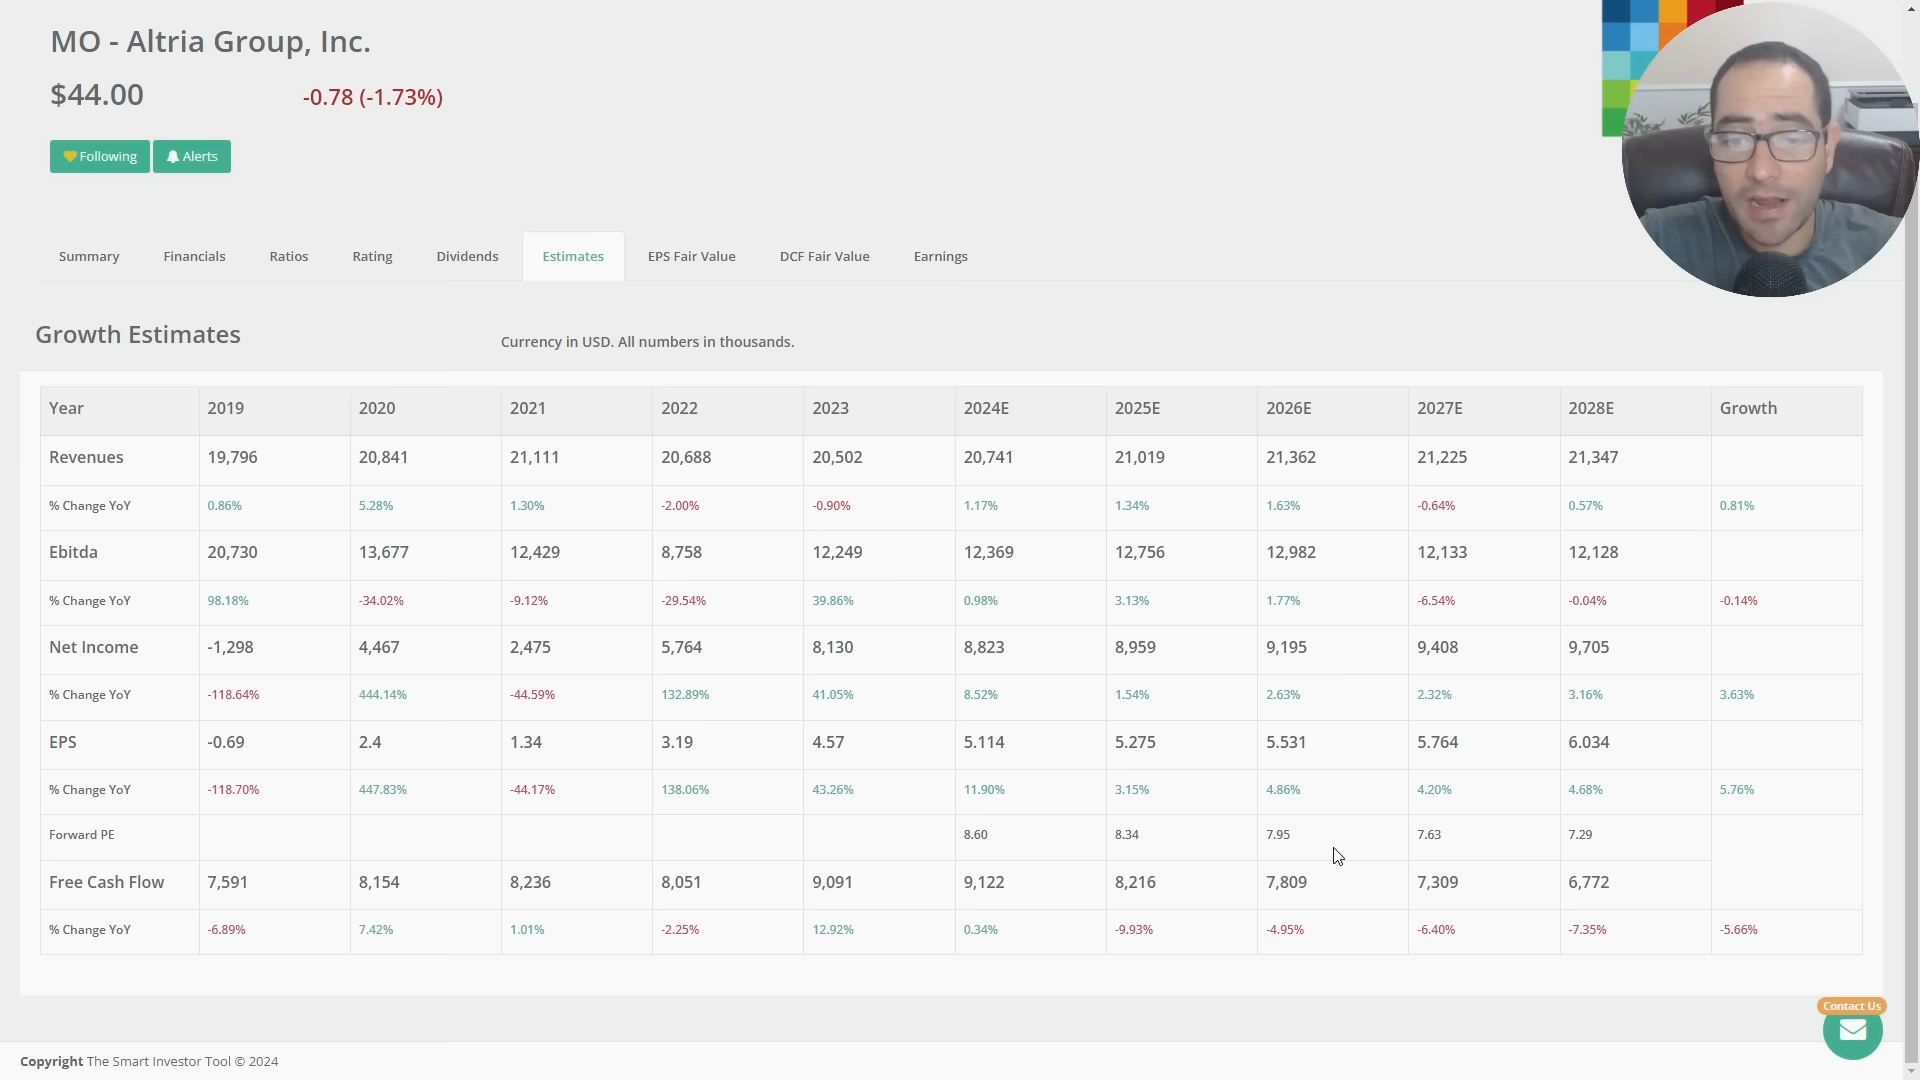 MO - Altria Group, Inc.
$44.00 -0.78 (-1.73%)
Following Alerts
Summary Financials Ratios Rating Dividends Estimates EPS Fair Value DCF Fair Value Earnings
Growth Estimates Currency in USD. All numbers in thousands.
Year 2019 2020 2021 2022 2023 2024E 2025E 2026E 2027E 2028E Growth
Revenues 19,796 20,841 21,111 20,688 20,502 20,741 21,019 21,362 21,225 21,347
% Change YoY 0.86% 5.28% 1.30% -2.00% -0.90% 1.17% 1.34% 1.63% -0.64% 0.57% 0.81%
Ebitda 20,730 13,677 12,429 8,758 12,249 12,369 12,756 12,982 12,133 12,128
% Change YoY 98.18% -34.02% -9.12% -29.54% 39.86% 0.98% 3.13% 1.77% -6.54% -0.04% -0.14%
Net Income -1,298 4,467 2,475 5,764 8,130 8,823 8,959 9,195 9,408 9,705
% Change YoY -118.64% 444.14% -44.59% 132.89% 41.05% 8.52% 1.54% 2.63% 2.32% 3.16% 3.63%
EPS -0.69 2.4 1.34 3.19 4.57 5.114 5.275 5.531 5.764 6.034
% Change YoY -118.70% 447.83% -44.17% 138.06% 43.26% 11.90% 3.15% 4.86% 4.20% 4.68% 5.76%
Forward PE 8.60 8.34 7.95 7.63 7.29
Free Cash Flow 7,591 8,154 8,236 8,051 9,091 9,122 8,216 7,809 7,309 6,772
% Change YoY -6.89% 7.42% 1.01% -2.25% 12.92% 0.34% -9.93% -4.95% -6.40% -7.35% -5.66%
Contact Us
Copyright The Smart Investor Tool © 2024